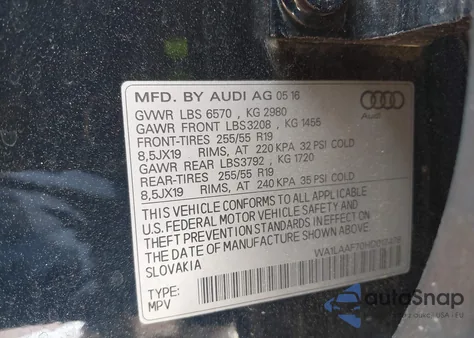 MFD. BY AUDI AG 05 16
GVWR LBS 6570 , KG 2980
GAWR FRONT LBS3208 , KG 1455
FRONT-TIRES 255/55 R19
8,5JX19 RIMS, AT 220 KPA 32 PSI COLD
GAWR REAR LBS3792 , KG 1720
REAR-TIRES 255/55 R19
8,5JX19 RIMS, AT 240 KPA 35 PSI COLD
THIS VEHICLE CONFORMS TO ALL APPLICABLE
U.S. FEDERAL MOTOR VEHICLE SAFETY AND
THEFT PREVENTION STANDARDS IN EFFECT ON
THE DATE OF MANUFACTURE SHOWN ABOVE
SLOVAKIA
TYPE:
MPV
Audi
autoSnap